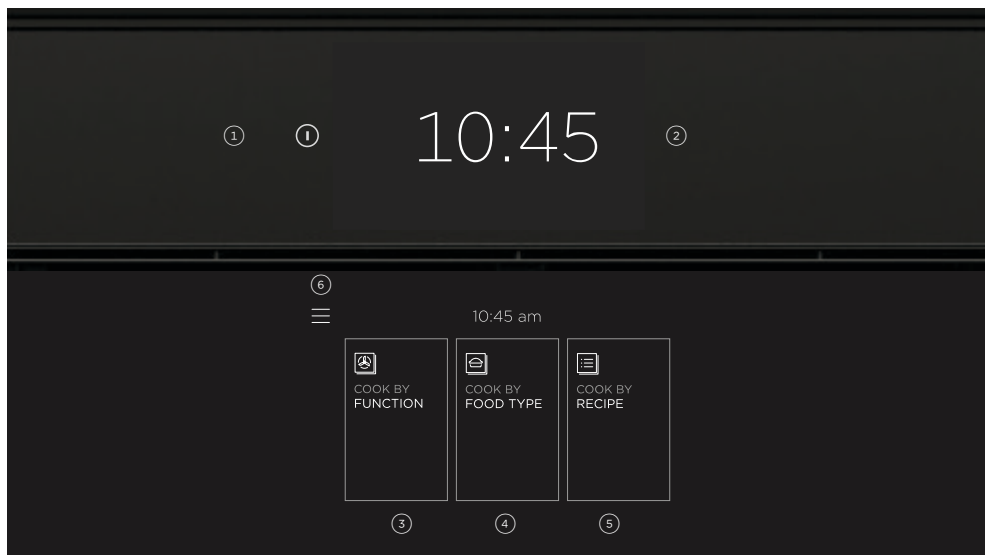 1
10:45
2
6
10:45 am
COOK BY
FUNCTION
COOK BY
FOOD TYPE
COOK BY
RECIPE
3
4
5